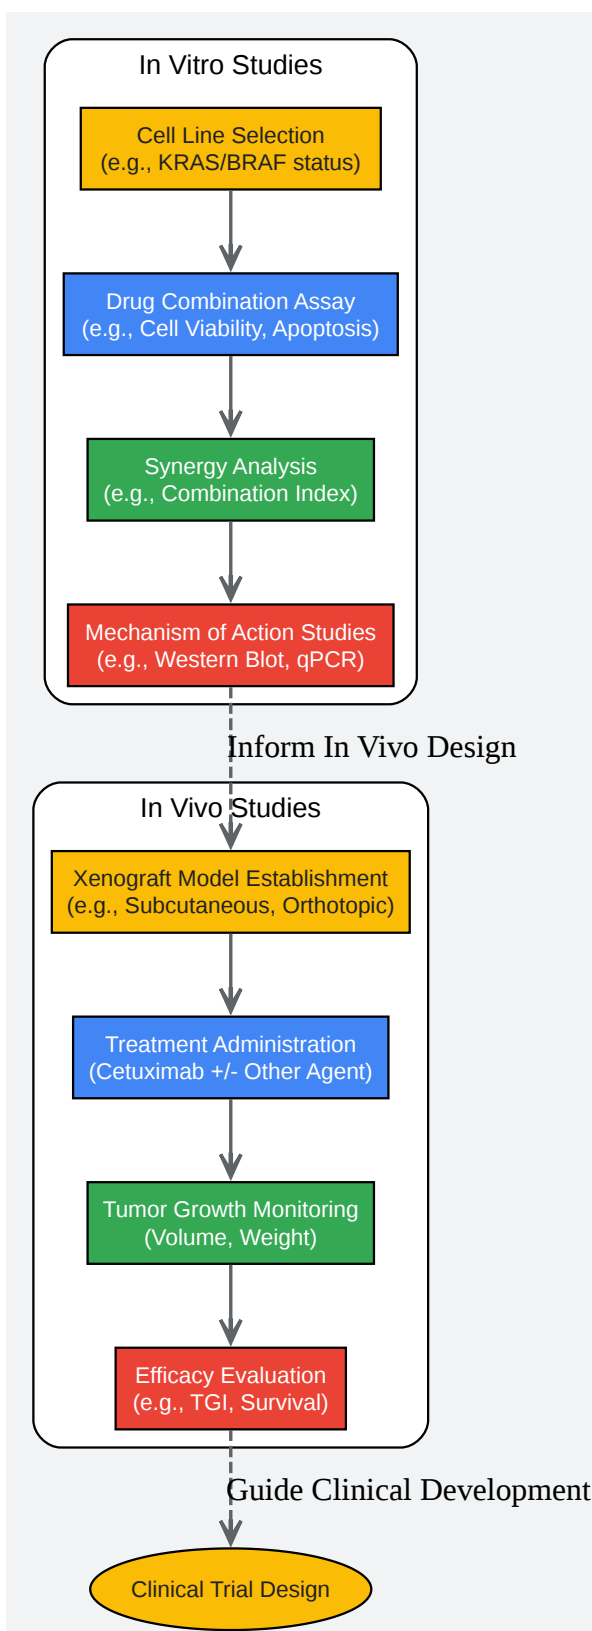 In Vitro Studies
Cell Line Selection
(e.g., KRAS/BRAF status)
Drug Combination Assay
(e.g., Cell Viability, Apoptosis)
Synergy Analysis
(e.g., Combination Index)
Mechanism of Action Studies
(e.g., Western Blot, qPCR)
Inform In Vivo Design
In Vivo Studies
Xenograft Model Establishment
(e.g., Subcutaneous, Orthotopic)
Treatment Administration
(Cetuximab +/- Other Agent)
Tumor Growth Monitoring
(Volume, Weight)
Efficacy Evaluation
(e.g., TGI, Survival)
Guide Clinical Development
Clinical Trial Design